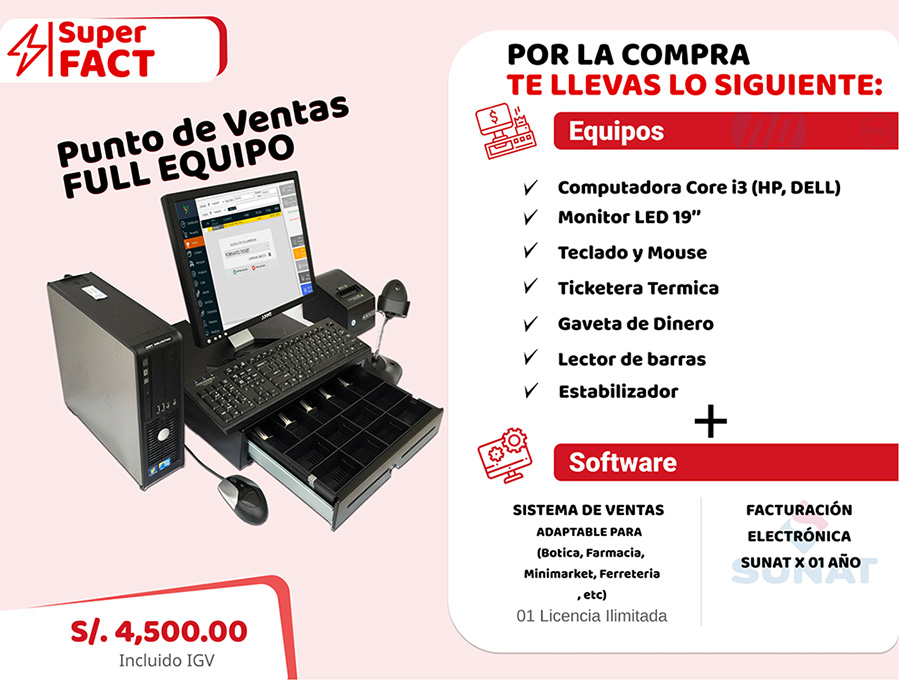 Super
FACT
Punto de Ventas
FULL EQUIPO
S/. 4,500.00
Incluido IGV
POR LA COMPRA
TE LLEVAS LO SIGUIENTE:
Equipos
Computadora Core i3 (HP, DELL)
Monitor LED 19”
Teclado y Mouse
Ticketera Termica
Gaveta de Dinero
Lector de barras
Estabilizador
+
Software
SISTEMA DE VENTAS
ADAPTABLE PARA
(Botica, Farmacia,
Minimarket, Ferreteria
, etc)
01 Licencia Ilimitada
FACTURACIÓN
ELECTRÓNICA
SUNAT X 01 AÑO
SUNAT